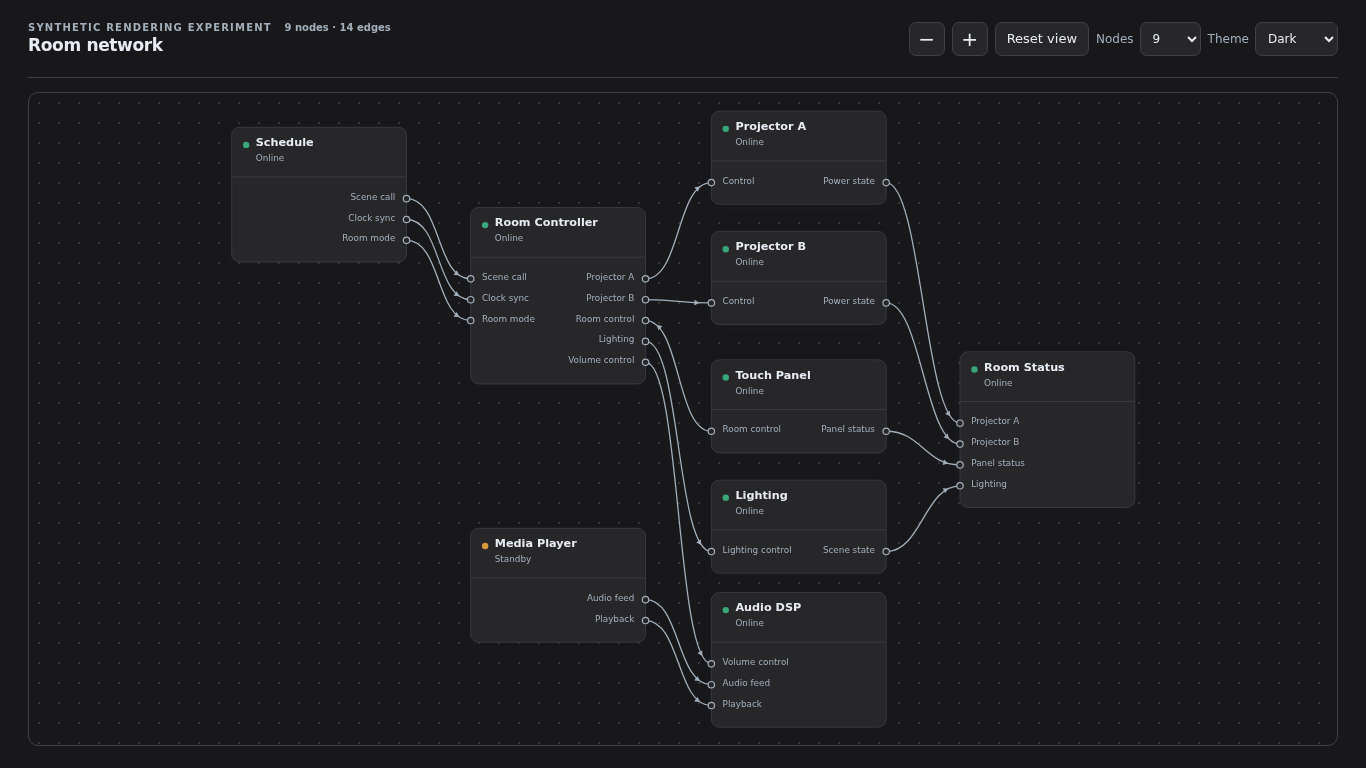 SYNTHETIC RENDERING EXPERIMENT 9 nodes · 14 edges
Room network
− + Reset view Nodes 9 Theme Dark
Schedule
Online
Scene call
Clock sync
Room mode
Room Controller
Online
Scene call Projector A
Clock sync Projector B
Room mode Room control
Lighting
Volume control
Media Player
Standby
Audio feed
Playback
Projector A
Online
Control Power state
Projector B
Online
Control Power state
Touch Panel
Online
Room control Panel status
Lighting
Online
Lighting control Scene state
Audio DSP
Online
Volume control
Audio feed
Playback
Room Status
Online
Projector A
Projector B
Panel status
Lighting